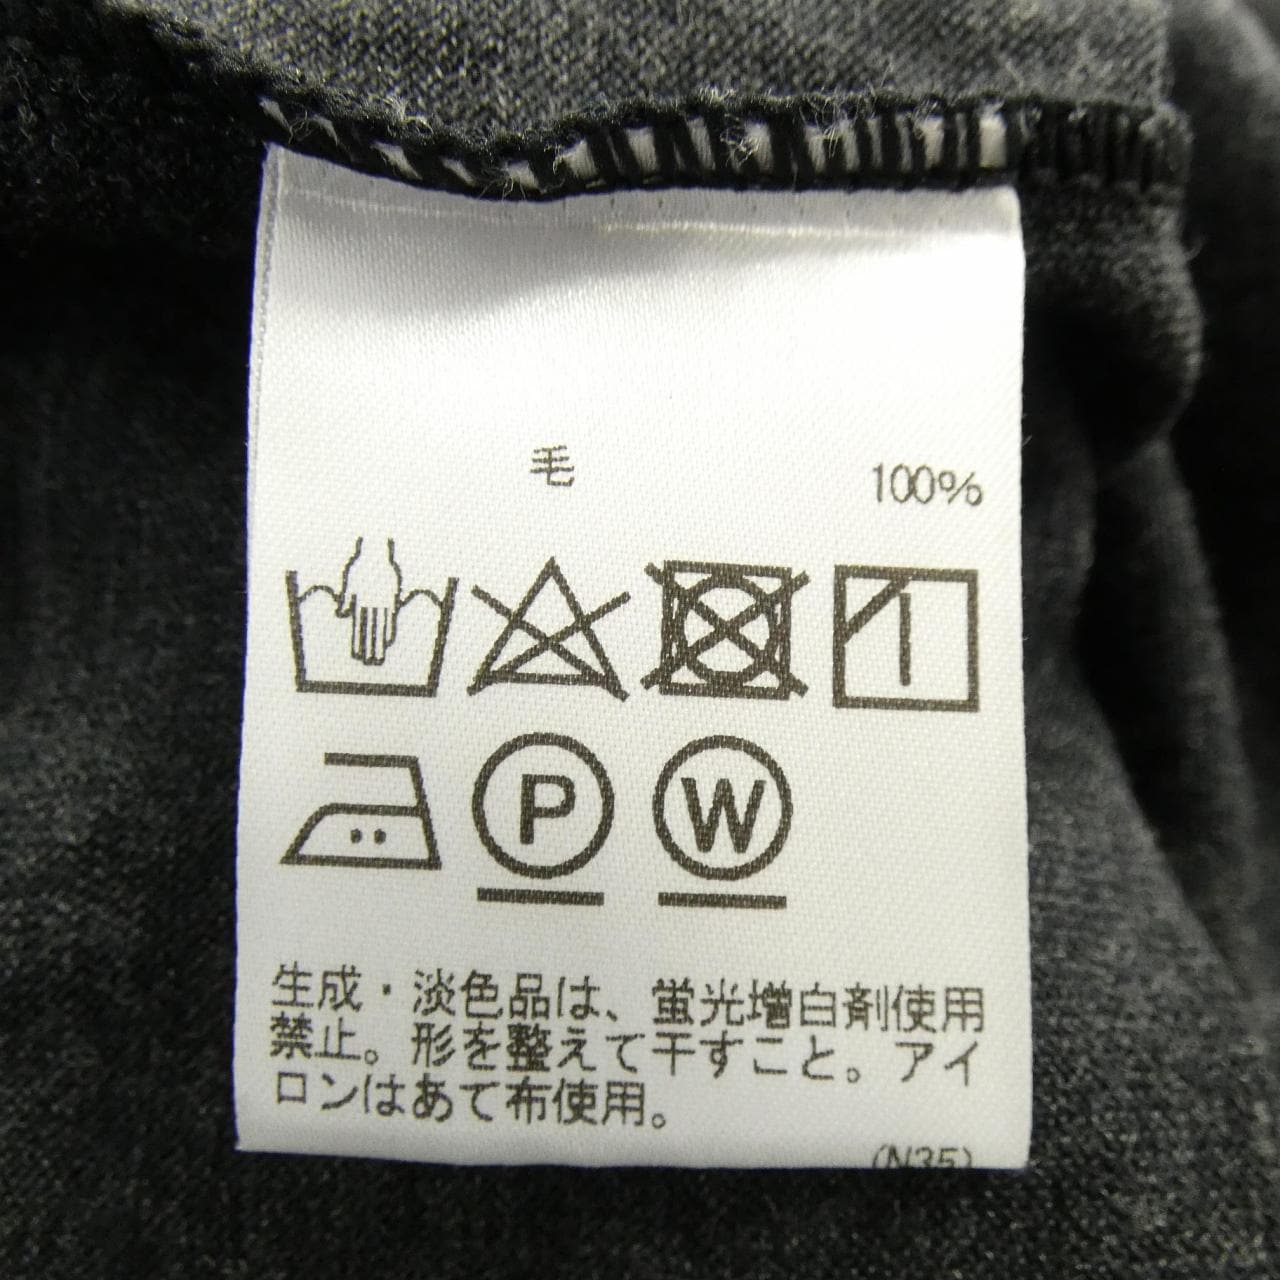 毛 100%
P W
生成・淡色品は、蛍光増白剤使用
禁止。形を整えて干すこと。アイ
ロンはあて布使用。
(N35)